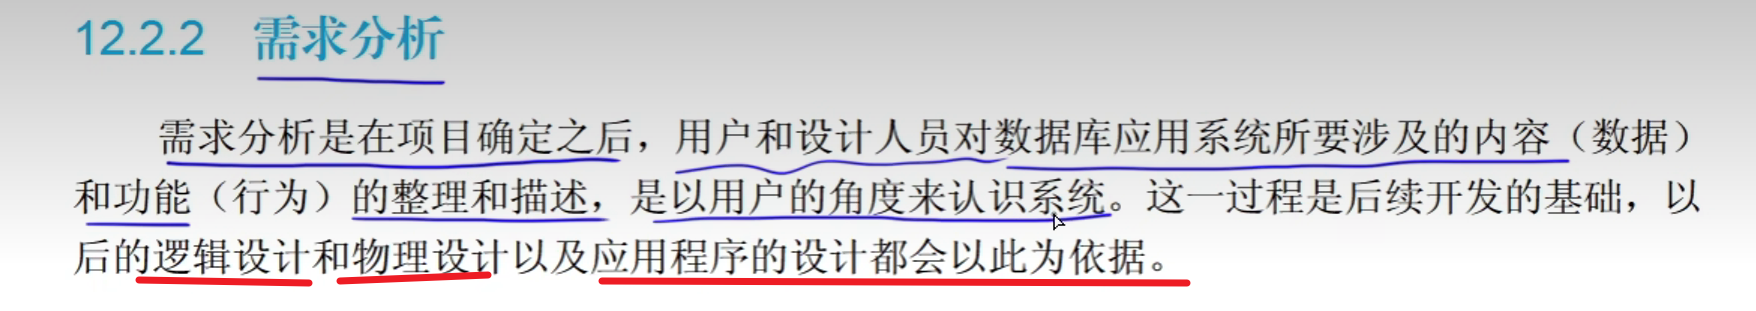 12.2.2 需求分析
需求分析是在项目确定之后，用户和设计人员对数据库应用系统所要涉及的内容（数据）
和功能（行为）的整理和描述，是以用户的角度来认识系统。这一过程是后续开发的基础，以
后的逻辑设计和物理设计以及应用程序的设计都会以此为依据。